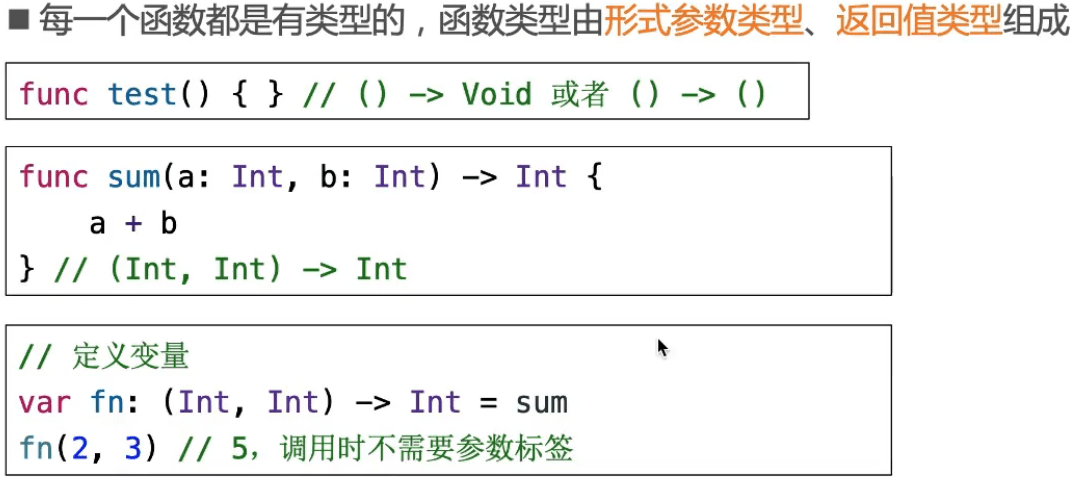 ■ 每一个函数都是有类型的，函数类型由形式参数类型、返回值类型组成
func test() { } // () -> Void 或者 () -> ()
func sum(a: Int, b: Int) -> Int {
    a + b
} // (Int, Int) -> Int
// 定义变量
var fn: (Int, Int) -> Int = sum
fn(2, 3) // 5，调用时不需要参数标签